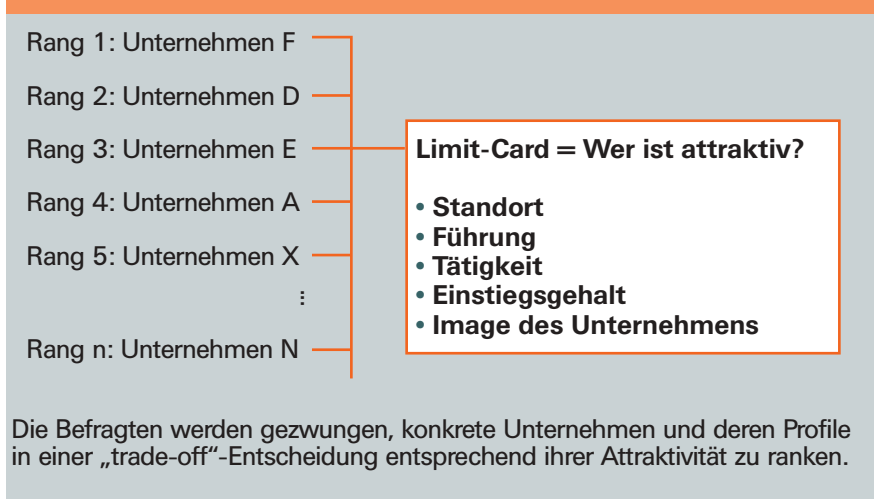 Rang 1: Unternehmen F
Rang 2: Unternehmen D
Rang 3: Unternehmen E
Rang 4: Unternehmen A
Rang 5: Unternehmen X
⋮
Rang n: Unternehmen N
Limit-Card = Wer ist attraktiv?
• Standort
• Führung
• Tätigkeit
• Einstiegsgehalt
• Image des Unternehmens
Die Befragten werden gezwungen, konkrete Unternehmen und deren Profile
in einer „trade-off“-Entscheidung entsprechend ihrer Attraktivität zu ranken.